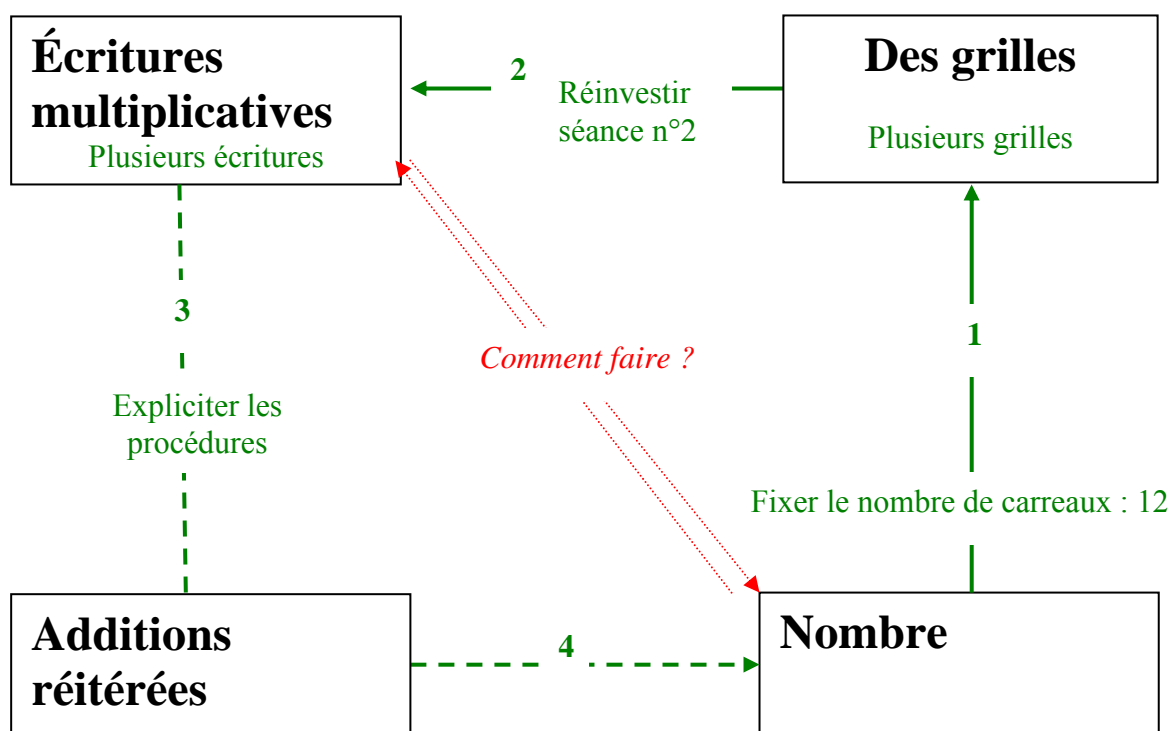 Écritures
multiplicatives
Plusieurs écritures
2
Réinvestir
séance n°2
Des grilles
Plusieurs grilles
3
Comment faire ?
1
Expliciter les
procédures
Fixer le nombre de carreaux : 12
Additions
réitérées
4
Nombre